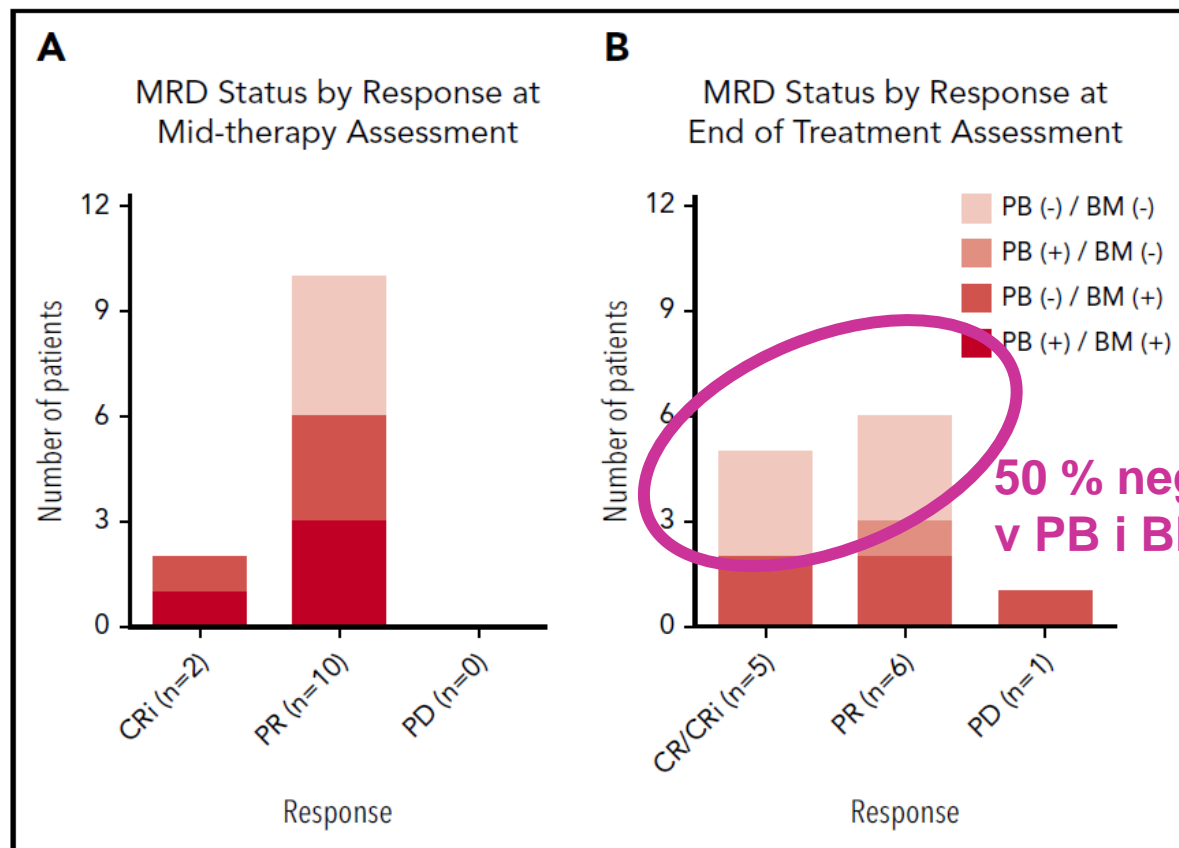 A
MRD Status by Response at
Mid-therapy Assessment
12
9
6
3
0
Number of patients
CRi (n=2)
PR (n=10)
PD (n=0)
Response
B
MRD Status by Response at
End of Treatment Assessment
12
9
6
3
0
Number of patients
PB (-) / BM (-)
PB (+) / BM (-)
PB (-) / BM (+)
PB (+) / BM (+)
50 % neg
v PB i
CR/CRi (n=5)
PR (n=6)
PD (n=1)
Response